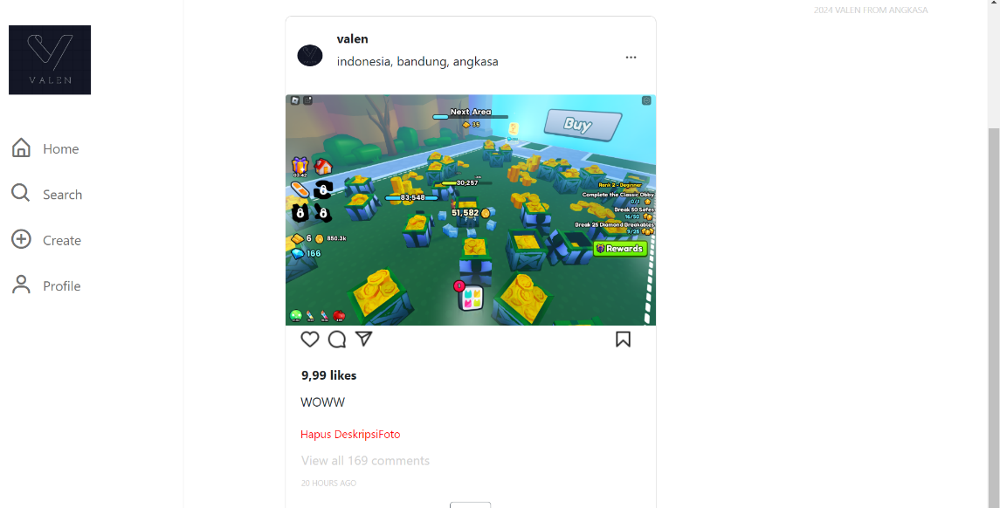 2024 VALEN FROM ANGKASA
VALEN
Home
Search
Create
Profile
valen
indonesia, bandung, angkasa
...
Next Area
35
Buy
03:42
30,257
83,548
51,582
Rank 2 - Beginner
Complete the Classic Obby
0/1
Break 50 Safes
16/50
Break 25 Diamond Breakables
9/25
Rewards
6 850.3k
166
9,99 likes
WOWW
Hapus DeskripsiFoto
View all 169 comments
20 HOURS AGO